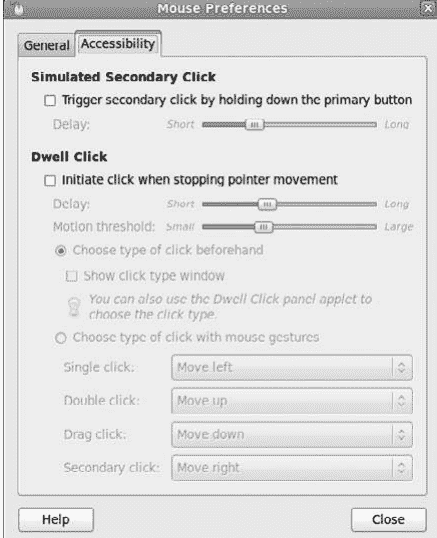 Mouse Preferences
General
Accessibility
Simulated Secondary Click
Trigger secondary click by holding down the primary button
Delay: Short Long
Dwell Click
Initiate click when stopping pointer movement
Delay: Short Long
Motion threshold: Small Large
Choose type of click beforehand
Show click type window
You can also use the Dwell Click panel applet to
choose the click type.
Choose type of click with mouse gestures
Single click: Move left
Double click: Move up
Drag click: Move down
Secondary click: Move right
Help
Close